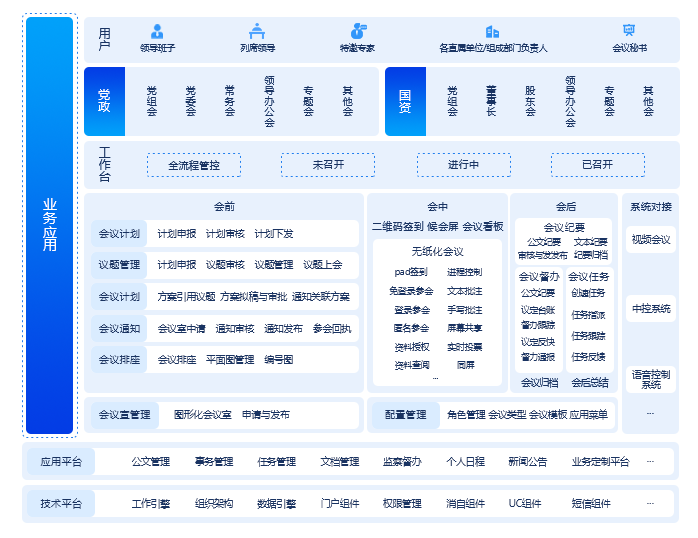 业务应用
用户
领导班子 列席领导 特邀专家 各直属单位/组成部门负责人 会议秘书
党政 党组会 党委会 常务会 领导办公会 专题会 其他会
国资 党组会 董事长 股东会 领导办公会 专题会 其他会
工作台 全流程管控 未召开 进行中 已召开
会前
会议计划 计划申报 计划审核 计划下发
议题管理 计划申报 议题审核 议题管理 议题上会
会议计划 方案引用议题 方案拟稿与审批 通知关联方案
会议通知 会议室申请 通知审核 通知发布 参会回执
会议排座 会议排座 平面图管理 编号图
会中
二维码签到 候会屏 会议看板
无纸化会议
pad签到 进程控制
免登录参会 文本批注
登录参会 手写批注
匿名参会 屏幕共享
资料授权 实时投票
资料查阅 同屏
...
会后
会议纪要
公文纪要 文本纪要
审核与发发布 纪要归档
会议督办 会议任务
公文纪要 创建任务
议定台账 任务指派
督力跟踪 任务跟踪
议定反快 任务反馈
督力通报
会议归档 会后总结
系统对接
视频会议
中控系统
语音控制
系统
...
会议室管理 图形化会议室 申请与发布
配置管理 角色管理 会议类型 会议模板 应用菜单
应用平台 公文管理 事务管理 任务管理 文档管理 监察督办 个人日程 新闻公告 业务定制平台 ...
技术平台 工作引擎 组织架构 数据引擎 门户组件 权限管理 消自组件 UC组件 短信组件 ...